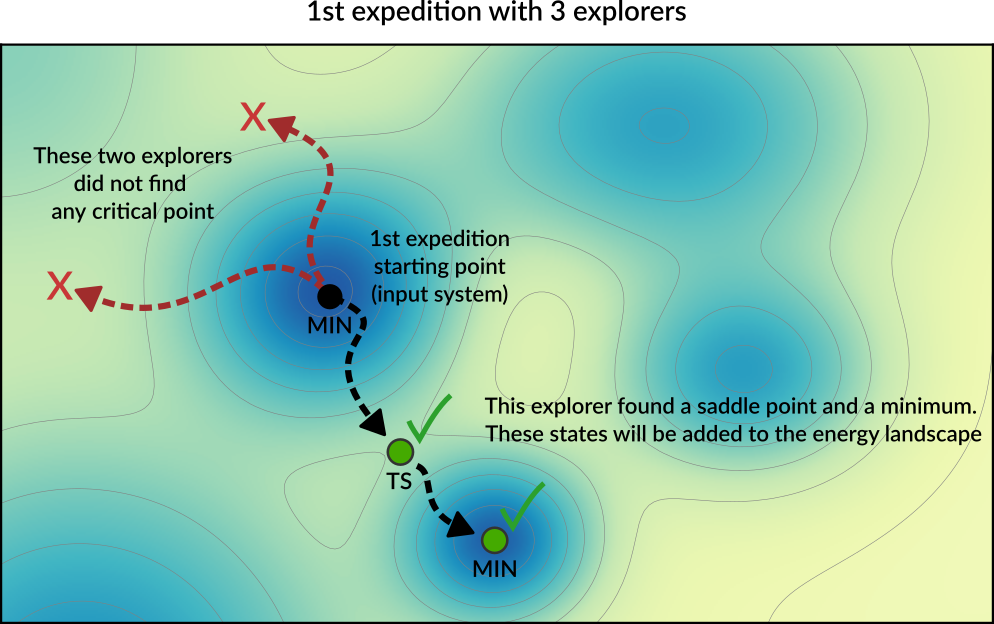 1st expedition with 3 explorers
X
These two explorers
did not find
any critical point
1st expedition
starting point
(input system)
X
MIN
This explorer found a saddle point and a minimum.
These states will be added to the energy landscape
TS
MIN